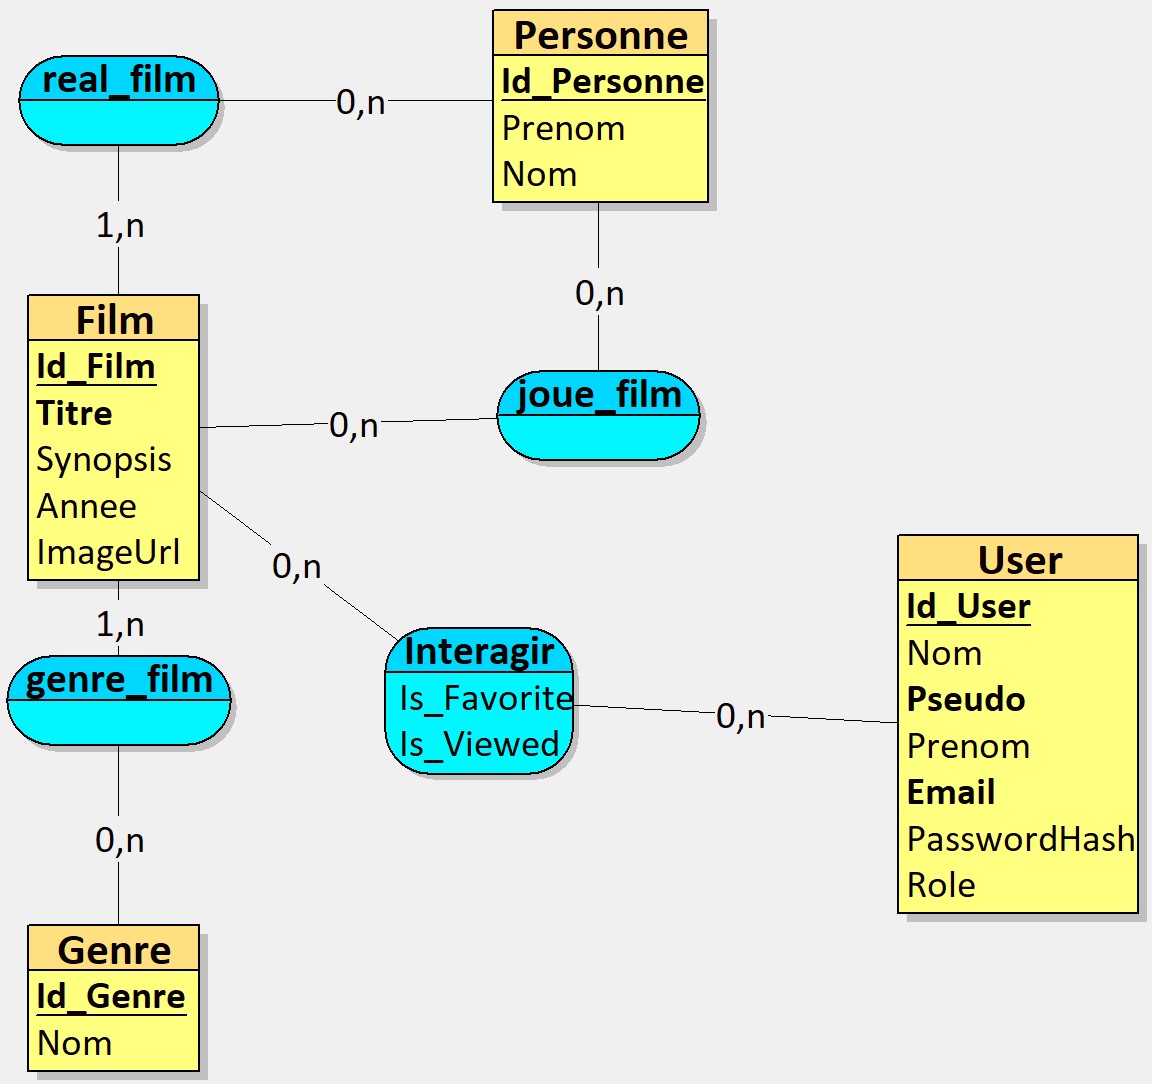 Personne
Id_Personne
Prenom
Nom
real_film
0,n
1,n
0,n
Film
Id_Film
Titre
Synopsis
Annee
ImageUrl
joue_film
0,n
0,n
1,n
genre_film
Interagir
Is_Favorite
Is_Viewed
0,n
User
Id_User
Nom
Pseudo
Prenom
Email
PasswordHash
Role
0,n
Genre
Id_Genre
Nom